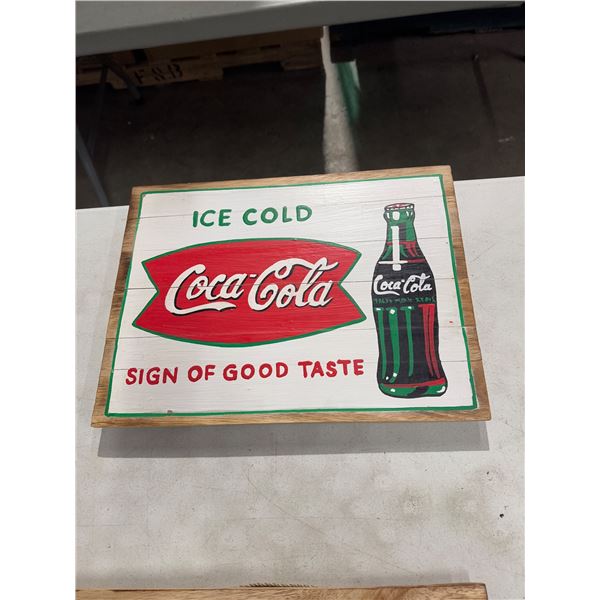 ICE COLD
Coca-Cola
Coca-Cola
SIGN OF GOOD TASTE